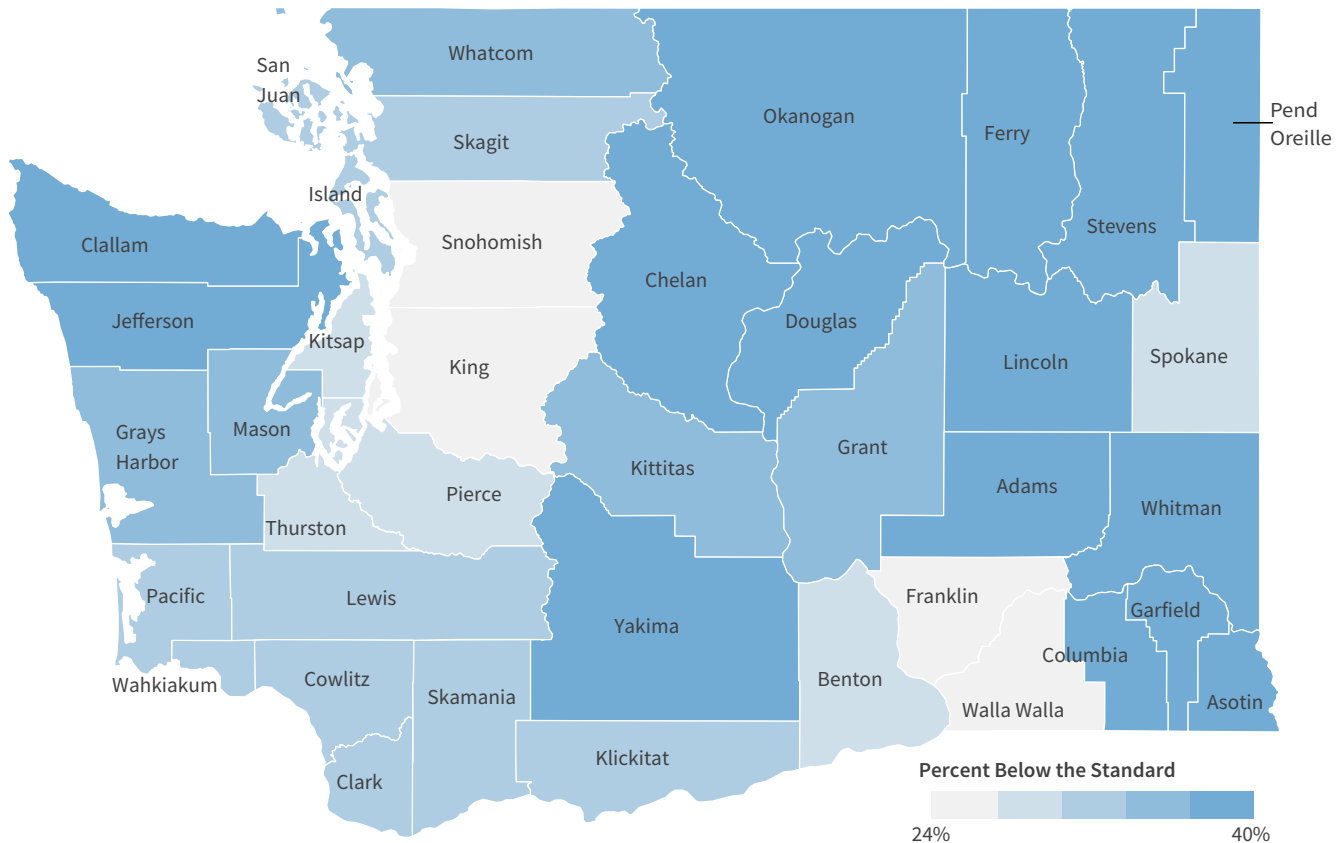 Whatcom
San
Juan
Skagit
Okanogan
Ferry
Pend
Oreille
Island
Stevens
Snohomish
Clallam
Chelan
Jefferson
Douglas
Kitsap
Spokane
Lincoln
King
Mason
Grays
Harbor
Grant
Kittitas
Adams
Pierce
Whitman
Thurston
Pacific
Lewis
Franklin
Garfield
Yakima
Columbia
Wahkiakum
Cowlitz
Benton
Skamania
Asotin
Walla Walla
Klickitat
Clark
Percent Below the Standard
24%
40%